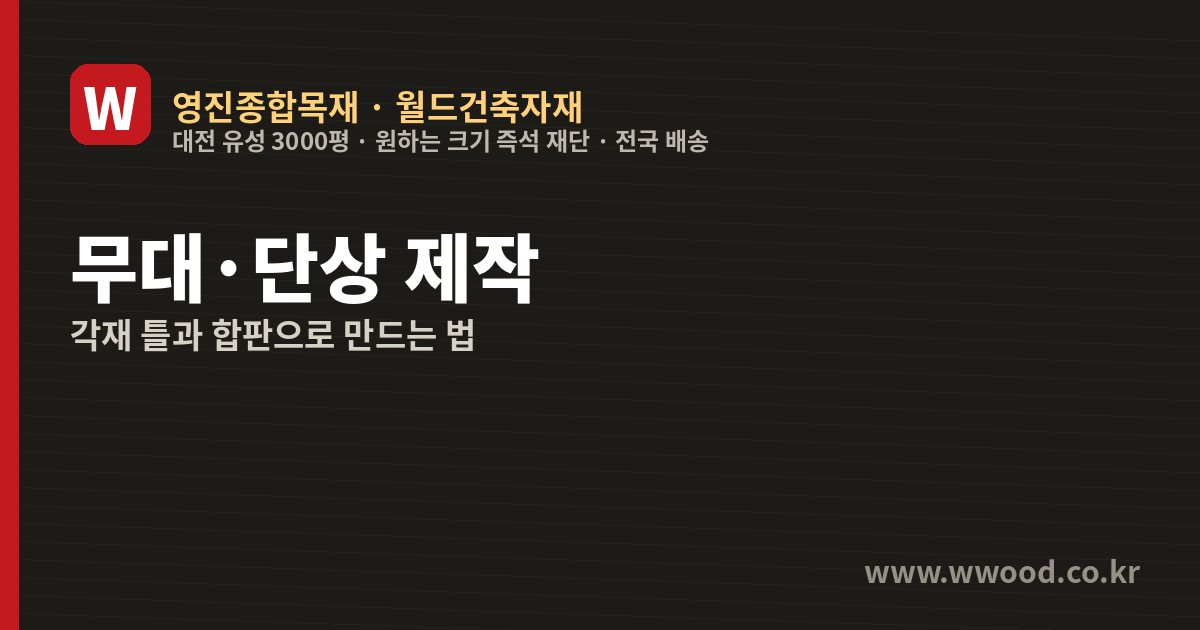 W
영진종합목재 · 월드건축자재
대전 유성 3000평 · 원하는 크기 즉석 재단 · 전국 배송
무대·단상 제작
각재 틀과 합판으로 만드는 법
www.wwood.co.kr